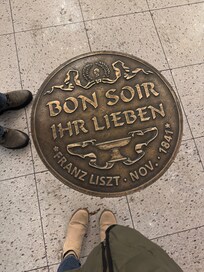 BON SOIR
IHR LIEBEN
*FRANZ LISZT · NOV. · 1841*